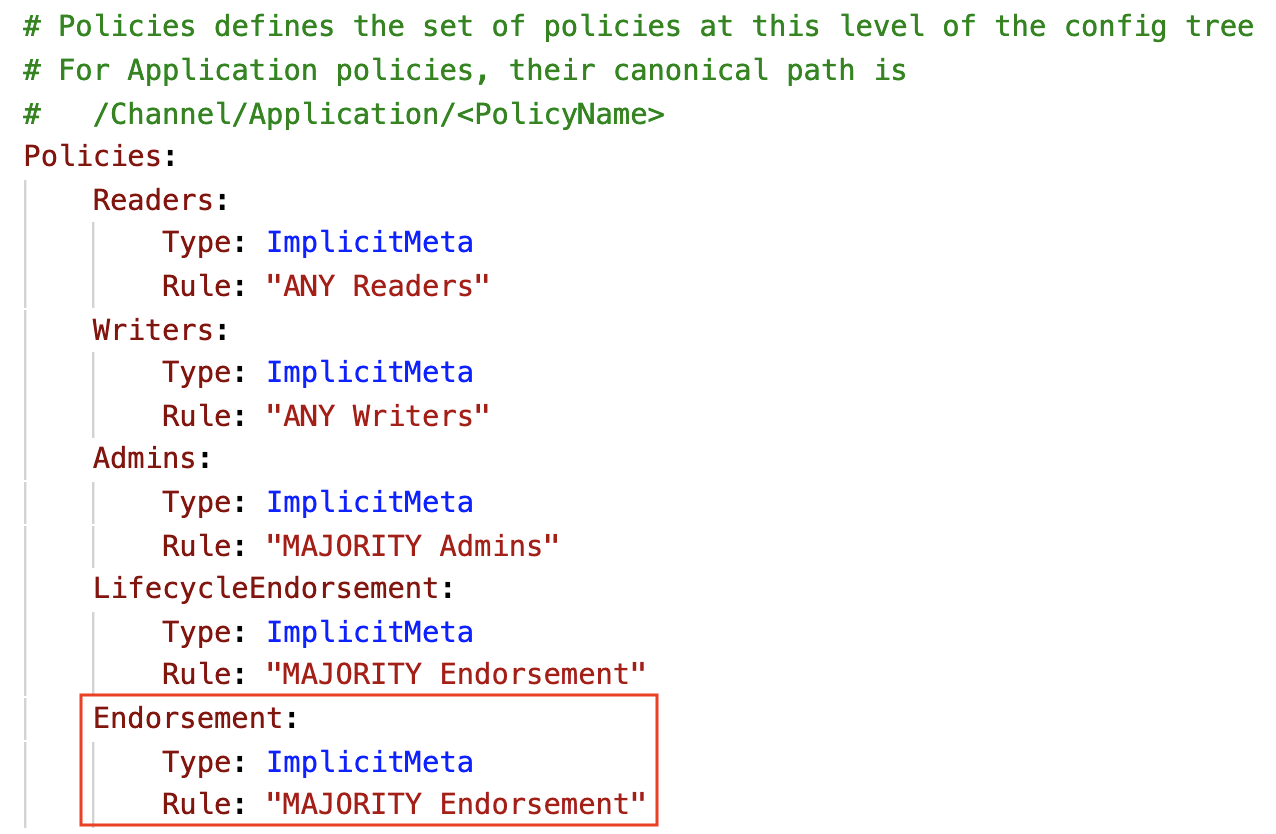 # Policies defines the set of policies at this level of the config tree
# For Application policies, their canonical path is
#   /Channel/Application/<PolicyName>
Policies:
    Readers:
        Type: ImplicitMeta
        Rule: "ANY Readers"
    Writers:
        Type: ImplicitMeta
        Rule: "ANY Writers"
    Admins:
        Type: ImplicitMeta
        Rule: "MAJORITY Admins"
    LifecycleEndorsement:
        Type: ImplicitMeta
        Rule: "MAJORITY Endorsement"
    Endorsement:
        Type: ImplicitMeta
        Rule: "MAJORITY Endorsement"